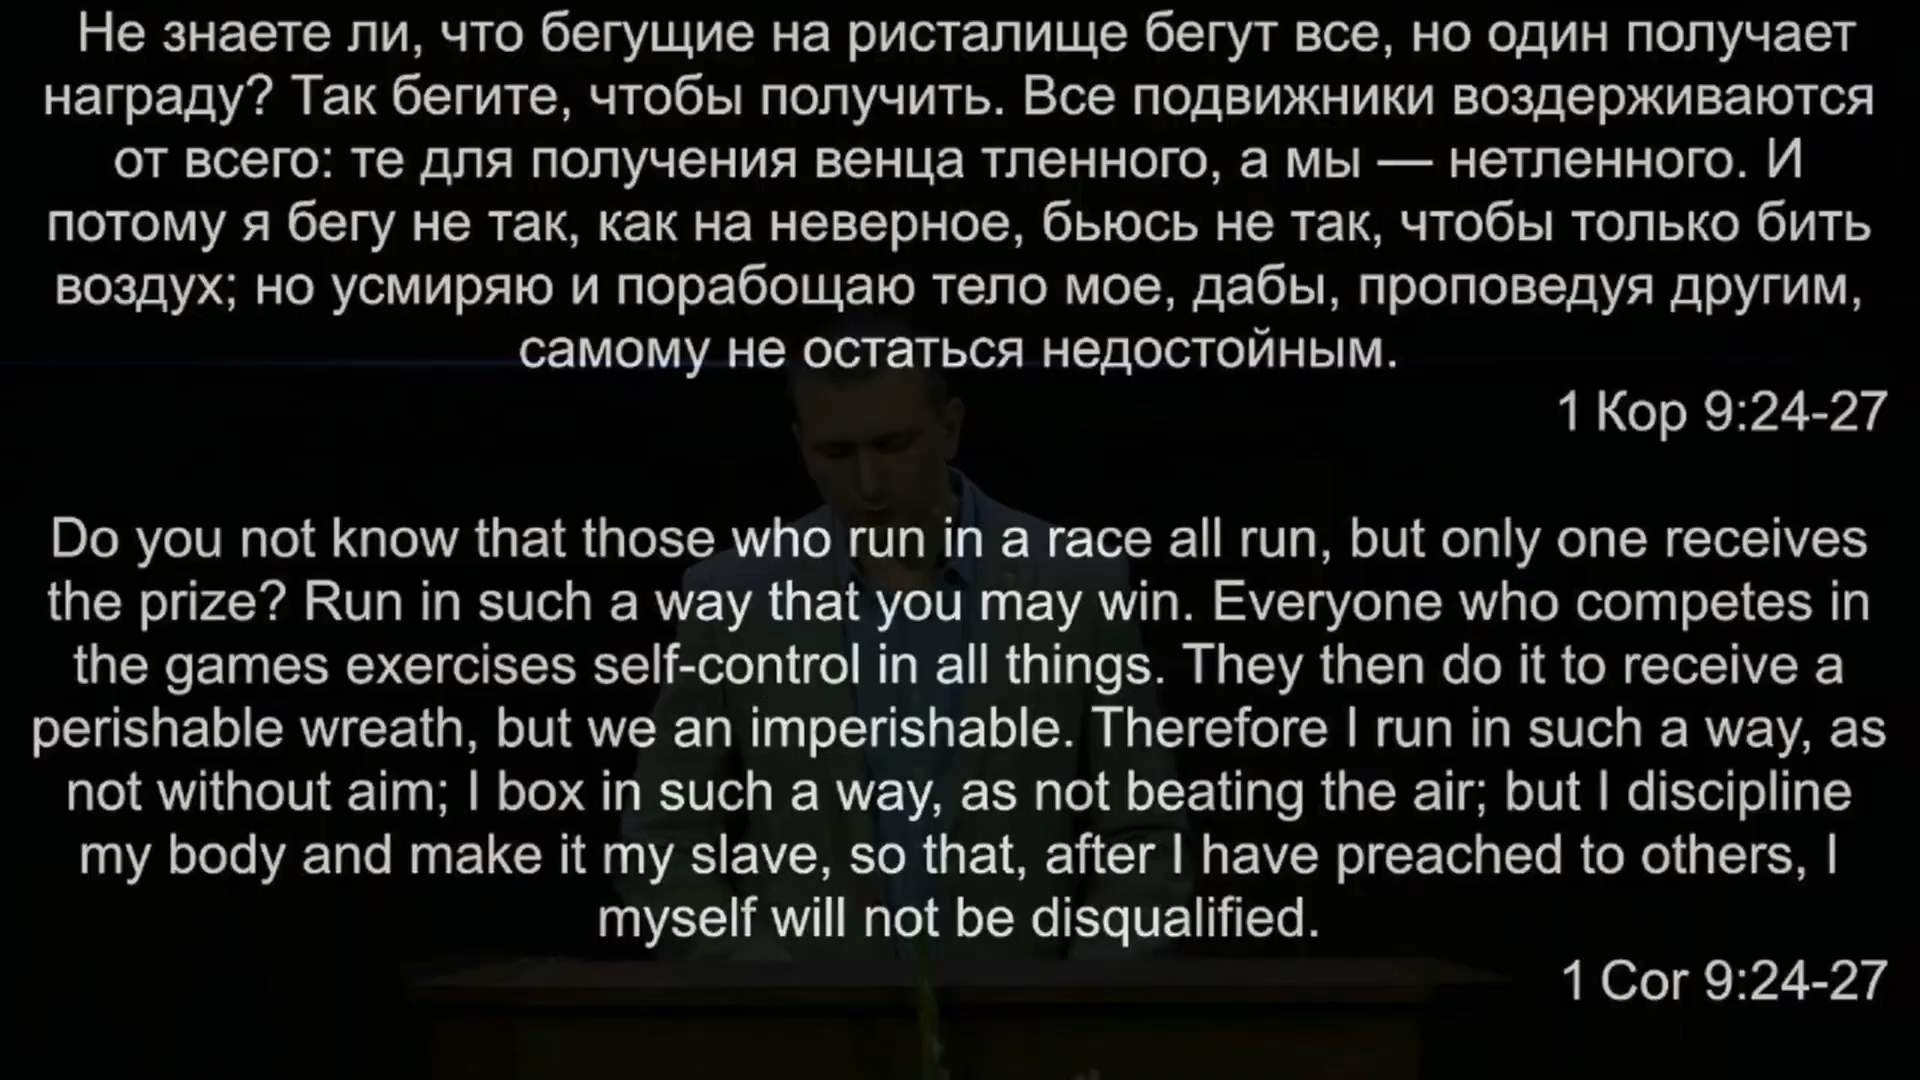 Не знаете ли, что бегущие на ристалище бегут все, но один получает
награду? Так бегите, чтобы получить. Все подвижники воздерживаются
от всего: те для получения венца тленного, а мы — нетленного. И
потому я бегу не так, как на неверное, бьюсь не так, чтобы только бить
воздух; но усмиряю и порабощаю тело мое, дабы, проповедуя другим,
самому не остаться недостойным.
1 Кор 9:24-27
Do you not know that those who run in a race all run, but only one receives
the prize? Run in such a way that you may win. Everyone who competes in
the games exercises self-control in all things. They then do it to receive a
perishable wreath, but we an imperishable. Therefore I run in such a way, as
not without aim; I box in such a way, as not beating the air; but I discipline
my body and make it my slave, so that, after I have preached to others, I
myself will not be disqualified.
1 Cor 9:24-27